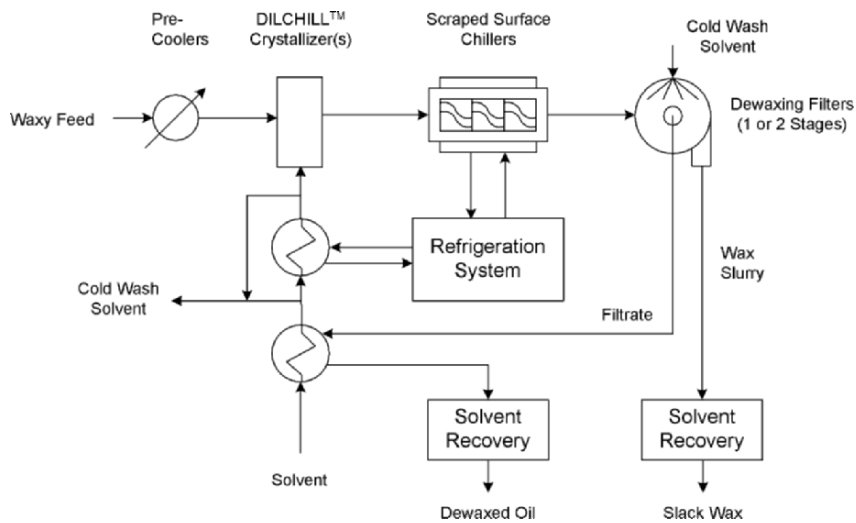 Pre-
Coolers
DILCHILL™
Crystallizer(s)
Scraped Surface
Chillers
Cold Wash
Solvent
Waxy Feed
Dewaxing Filters
(1 or 2 Stages)
Refrigeration
System
Wax
Slurry
Cold Wash
Solvent
Filtrate
Solvent
Recovery
Solvent
Recovery
Solvent
Dewaxed Oil
Slack Wax